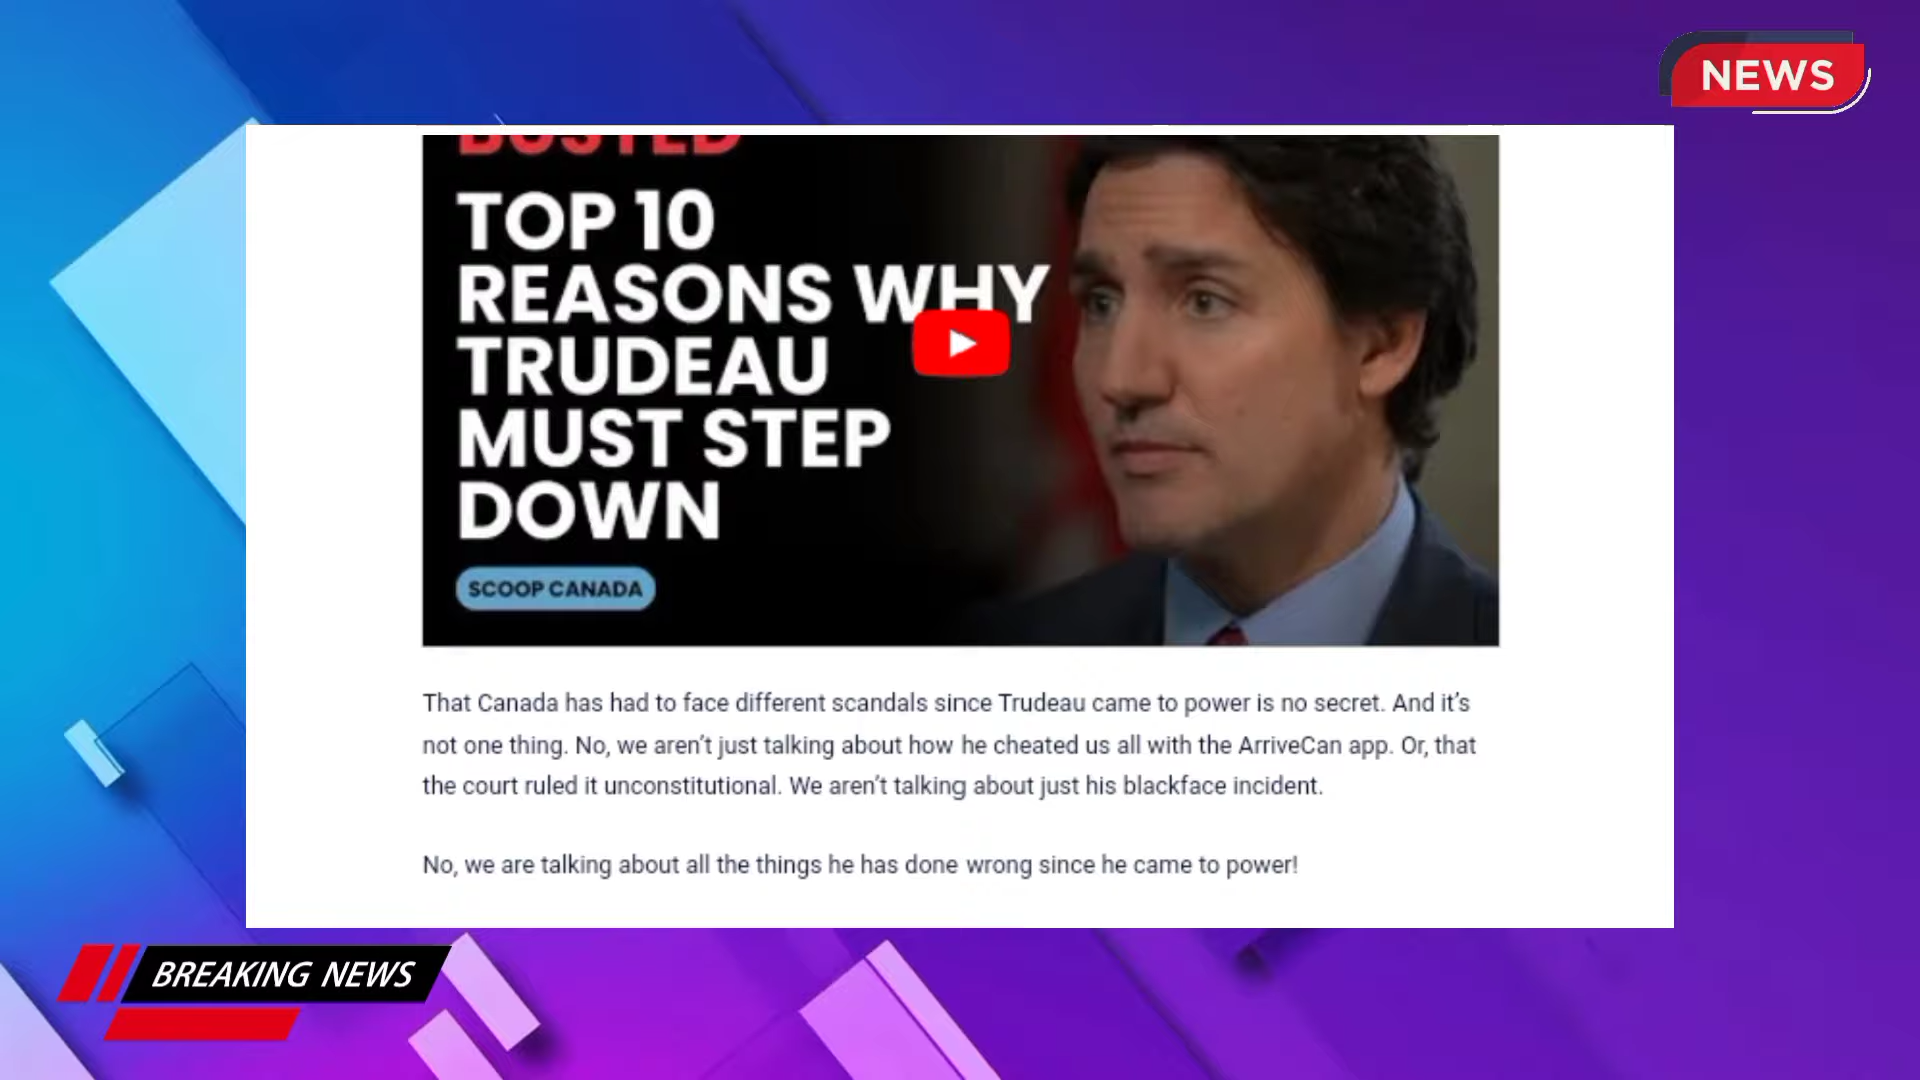 NEWS
BUSTED
TOP 10
REASONS WHY
TRUDEAU
MUST STEP
DOWN
SCOOP CANADA
That Canada has had to face different scandals since Trudeau came to power is no secret. And it’s
not one thing. No, we aren’t just talking about how he cheated us all with the ArriveCan app. Or, that
the court ruled it unconstitutional. We aren’t talking about just his blackface incident.
No, we are talking about all the things he has done wrong since he came to power!
BREAKING NEWS